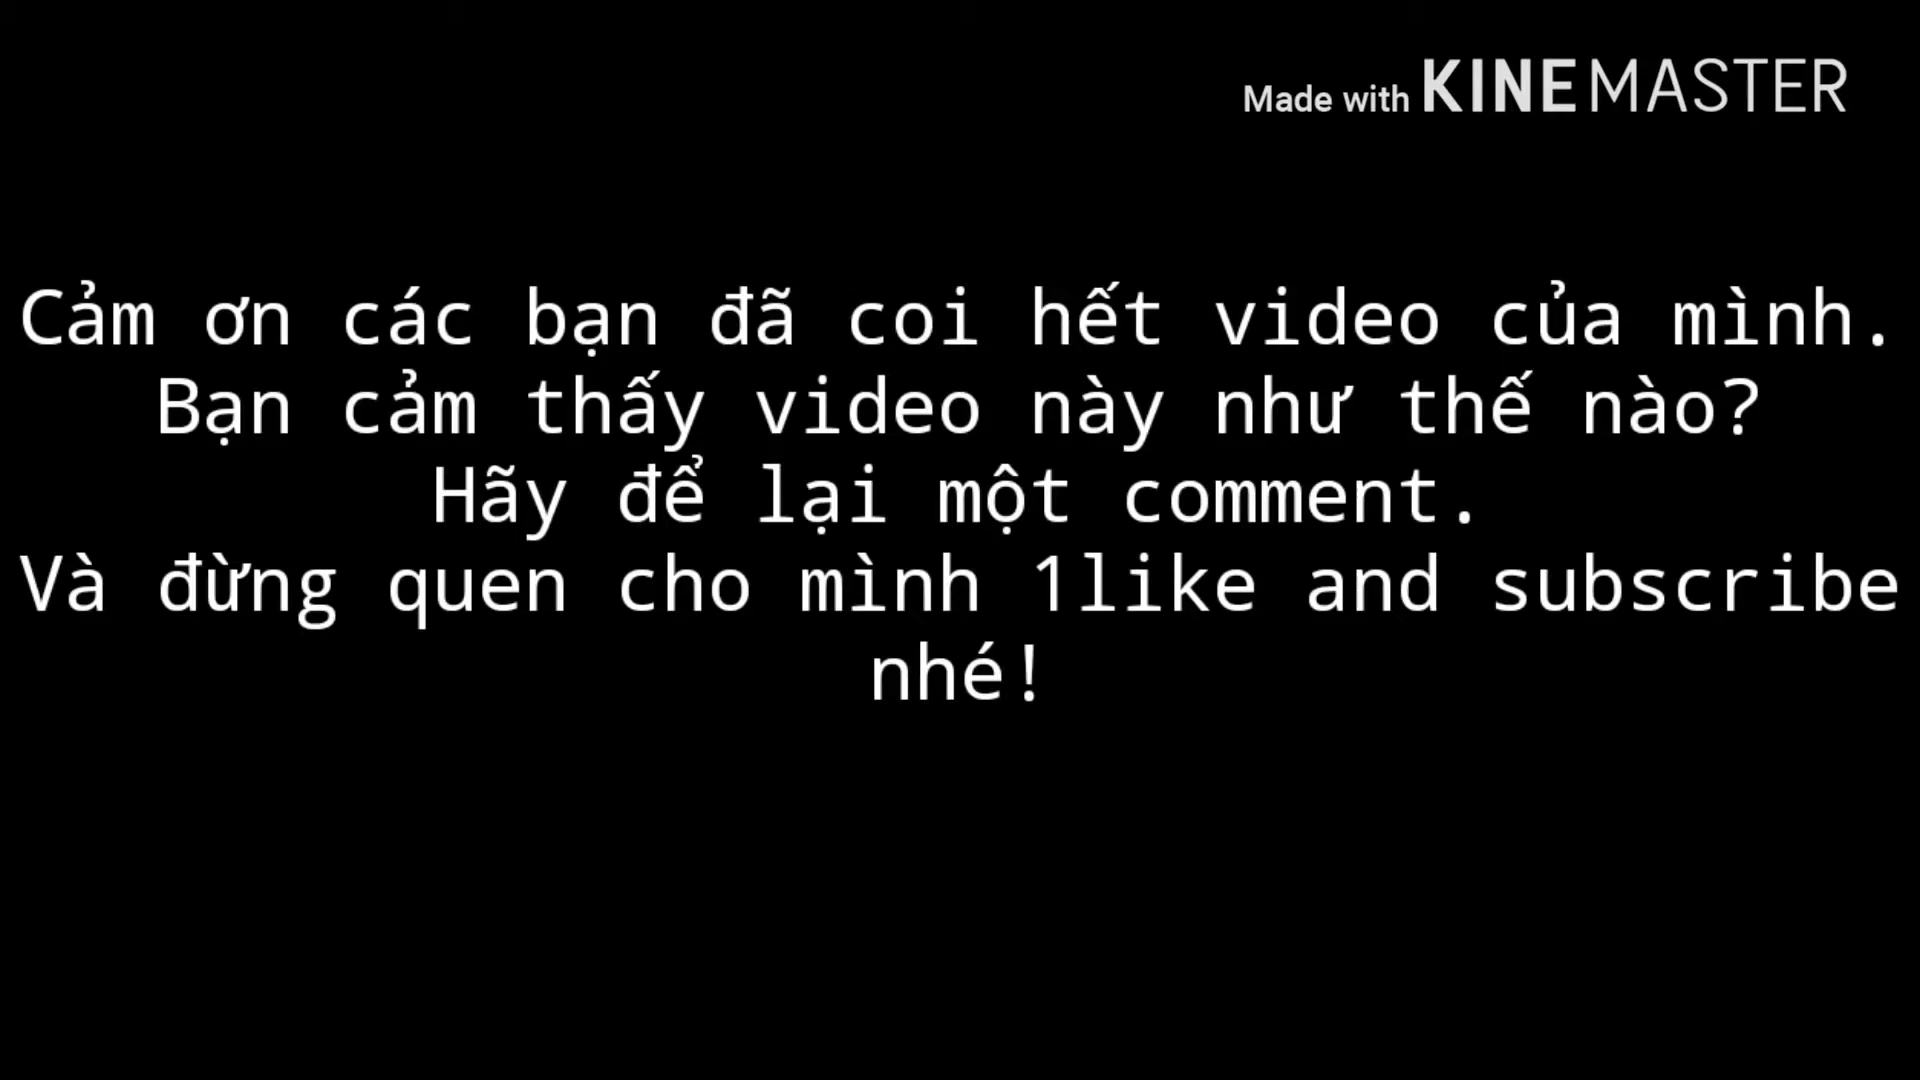 Made with KINEMASTER
Cảm ơn các bạn đã coi hết video của mình.
Bạn cảm thấy video này như thế nào?
Hãy để lại một comment.
Và đừng quen cho mình 1like and subscribe
nhé!